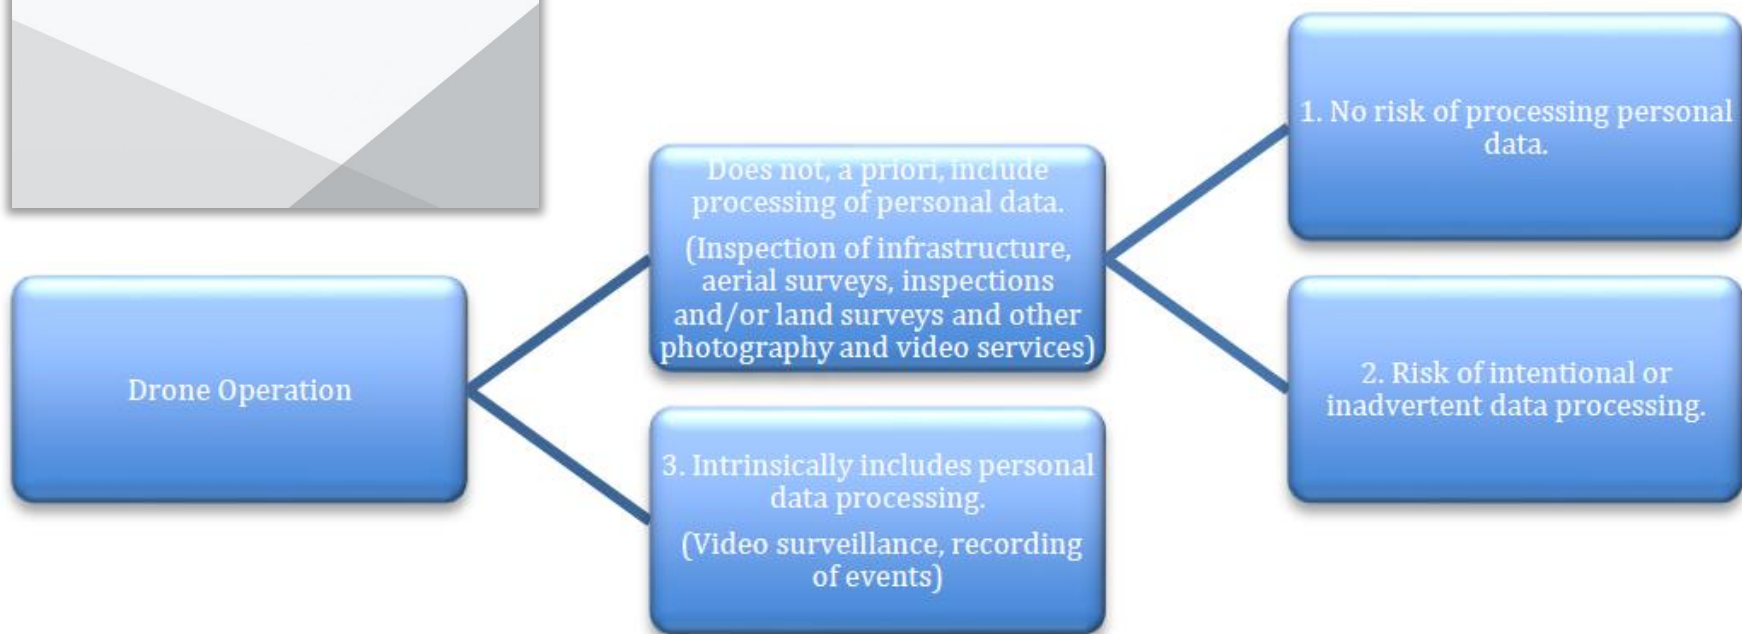 Drone Operation
Does not, a priori, include
processing of personal data.
(Inspection of infrastructure,
aerial surveys, inspections
and/or land surveys and other
photography and video services)
3. Intrinsically includes personal
data processing.
(Video surveillance, recording
of events)
1. No risk of processing personal
data.
2. Risk of intentional or
inadvertent data processing.